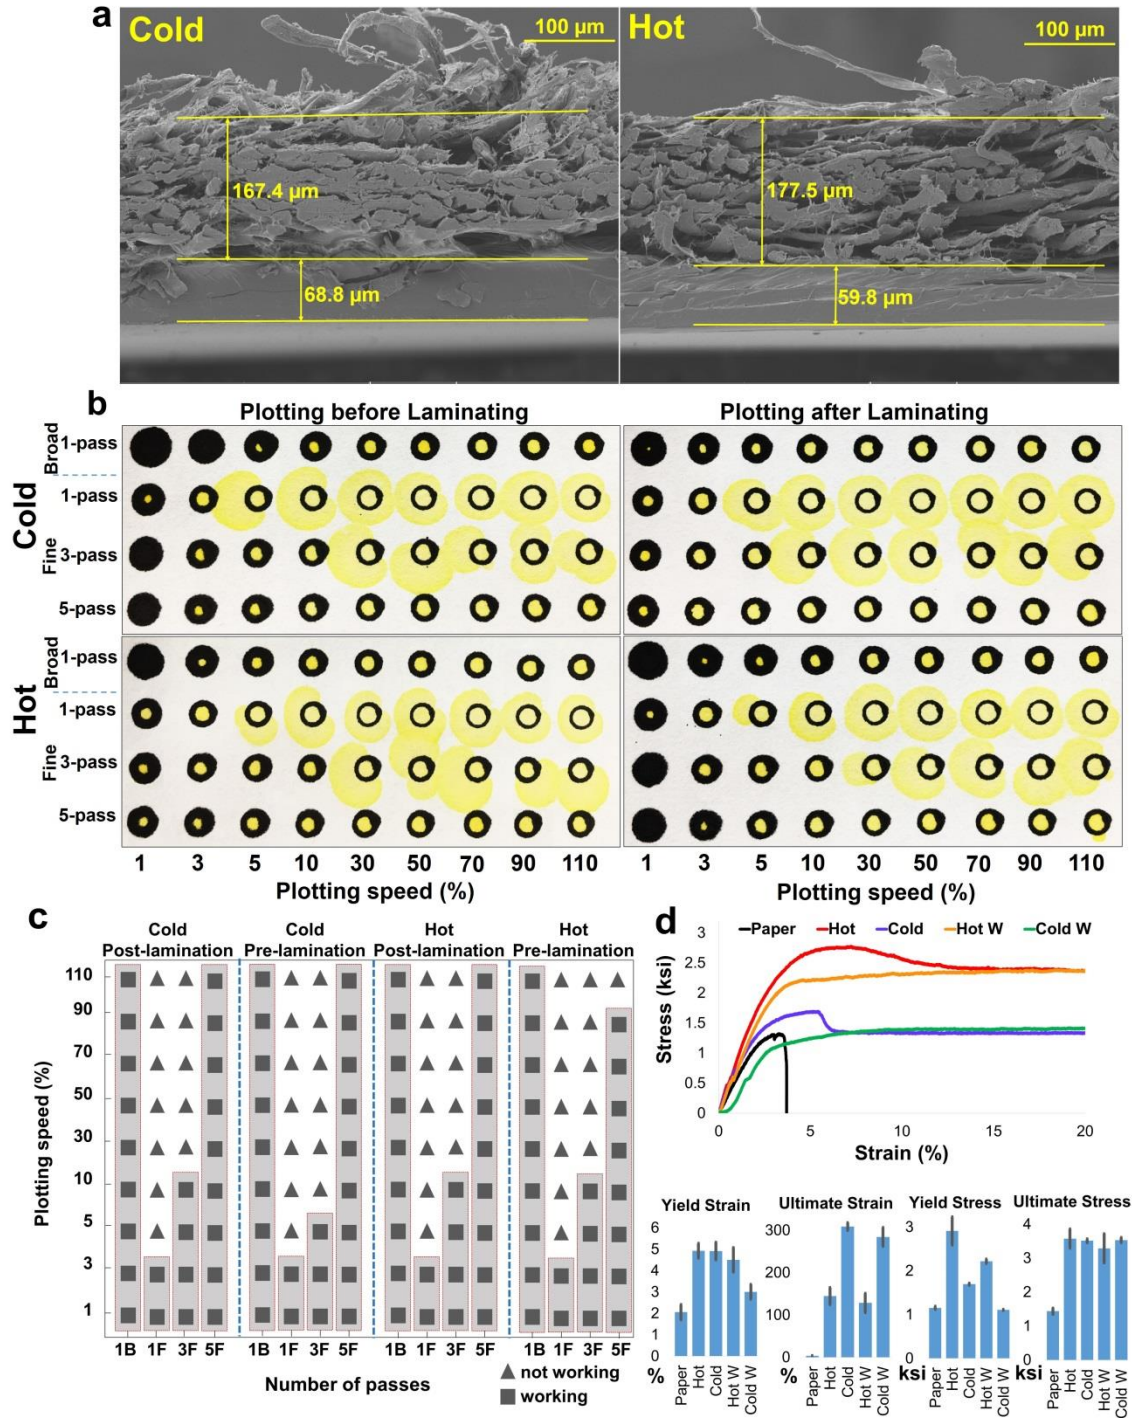 a
Cold
100 µm
Hot
100 µm
167.4 µm
177.5 µm
68.8 µm
59.8 µm
b
Plotting before Laminating
Plotting after Laminating
Cold
Broad
1-pass
Fine
1-pass
3-pass
5-pass
Hot
Broad
1-pass
Fine
1-pass
3-pass
5-pass
1 3 5 10 30 50 70 90 110
1 3 5 10 30 50 70 90 110
Plotting speed (%)
Plotting speed (%)
c
Cold Post-lamination
Cold Pre-lamination
Hot Post-lamination
Hot Pre-lamination
Plotting speed (%)
110
90
70
50
30
10
5
3
1
1B 1F 3F 5F 1B 1F 3F 5F 1B 1F 3F 5F 1B 1F 3F 5F
Number of passes
not working
working
d
Paper Hot Cold Hot W Cold W
Stress (ksi)
3
2.5
2
1.5
1
0.5
0
0 5 10 15 20
Strain (%)
Yield Strain
6
5
4
3
2
1
0
%
Paper Hot Cold Hot W Cold W
Ultimate Strain
300
200
100
0
%
Paper Hot Cold Hot W Cold W
Yield Stress
3
2
1
0
ksi
Paper Hot Cold Hot W Cold W
Ultimate Stress
4
3
2
1
0
ksi
Paper Hot Cold Hot W Cold W